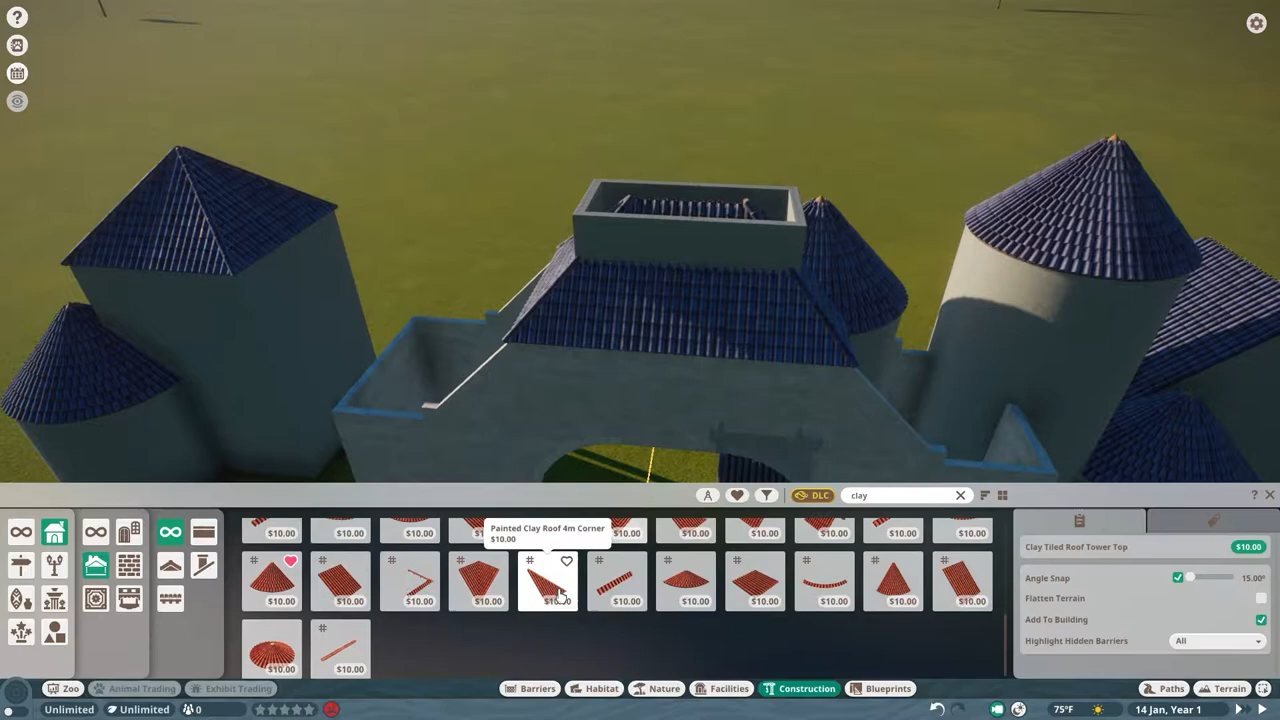 ?
DLC
clay
? 
Painted Clay Roof 4m Corner
$10.00
$10.00 $10.00 $10.00 $10.00 $10.00 $10.00 $10.00 $10.00 $10.00
$10.00 $10.00 $10.00 $10.00 $10.00 $10.00 $10.00 $10.00 $10.00 $10.00 $10.00
$10.00 $10.00
Clay Tiled Roof Tower Top $10.00
Angle Snap 15.00°
Flatten Terrain
Add To Building
Highlight Hidden Barriers All
Zoo Animal Trading Exhibit Trading Barriers Habitat Nature Facilities Construction Blueprints Paths Terrain
Unlimited Unlimited 0 75°F 14 Jan, Year 1